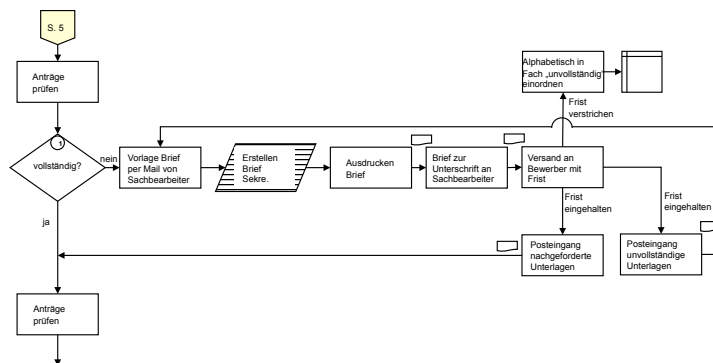 S. 5
Anträge
prüfen
1
vollständig?
nein
ja
Vorlage Brief
per Mail von
Sachbearbeiter
Erstellen
Brief
Sekre.
Ausdrucken
Brief
Brief zur
Unterschrift an
Sachbearbeiter
Versand an
Bewerber mit
Frist
Frist
verstrichen
Alphabetisch in
Fach „unvollständig“
einordnen
Frist
eingehalten
Frist
eingehalten
Posteingang
nachgeforderte
Unterlagen
Posteingang
unvollständige
Unterlagen
Anträge
prüfen